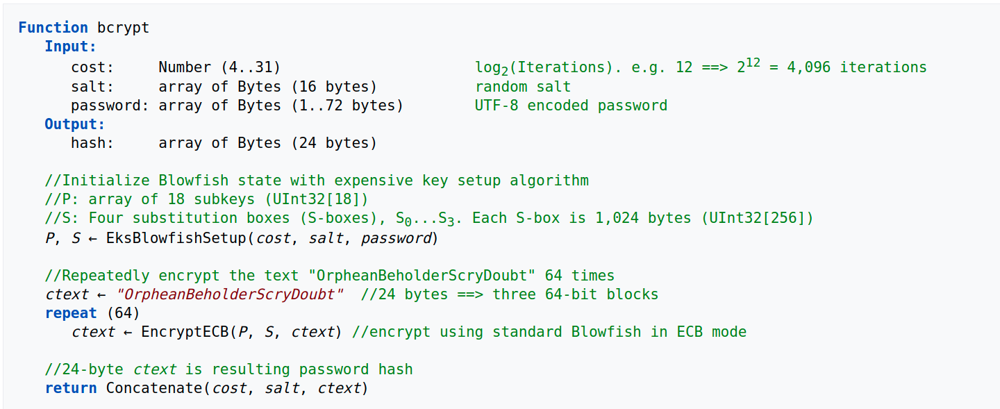 Function bcrypt
Input:
cost: Number (4..31) log₂(Iterations). e.g. 12 ==> 2¹² = 4,096 iterations
salt: array of Bytes (16 bytes) random salt
password: array of Bytes (1..72 bytes) UTF-8 encoded password
Output:
hash: array of Bytes (24 bytes)
//Initialize Blowfish state with expensive key setup algorithm
//P: array of 18 subkeys (UInt32[18])
//S: Four substitution boxes (S-boxes), S₀...S₃. Each S-box is 1,024 bytes (UInt32[256])
P, S ← EksBlowfishSetup(cost, salt, password)
//Repeatedly encrypt the text "OrpheanBeholderScryDoubt" 64 times
ctext ← "OrpheanBeholderScryDoubt" //24 bytes ==> three 64-bit blocks
repeat (64)
ctext ← EncryptECB(P, S, ctext) //encrypt using standard Blowfish in ECB mode
//24-byte ctext is resulting password hash
return Concatenate(cost, salt, ctext)